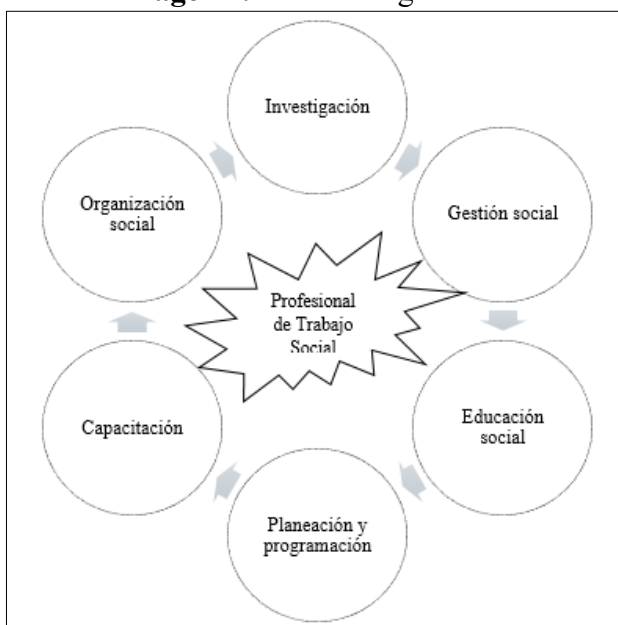 Investigación
Gestión social
Educación
social
Planeación y
programación
Capacitación
Organización
social
Profesional
de Trabajo
Social